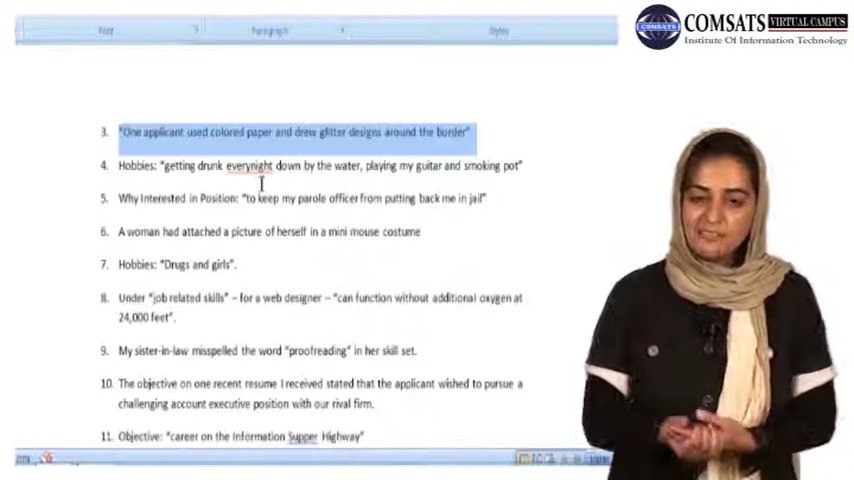 COMSATS VIRTUAL CAMPUS
COMSATS
Institute Of Information Technology
Font
Paragraph
Styles
3. "One applicant used colored paper and drew glitter designs around the border"
4. Hobbies: "getting drunk everynight down by the water, playing my guitar and smoking pot"
5. Why Interested in Position: "to keep my parole officer from putting back me in jail"
6. A woman had attached a picture of herself in a mini mouse costume
7. Hobbies: "Drugs and girls".
8. Under "job related skills" – for a web designer – "can function without additional oxygen at
24,000 feet".
9. My sister-in-law misspelled the word "proofreading" in her skill set.
10. The objective on one recent resume I received stated that the applicant wished to pursue a
challenging account executive position with our rival firm.
11. Objective: "career on the Information Supper Highway"